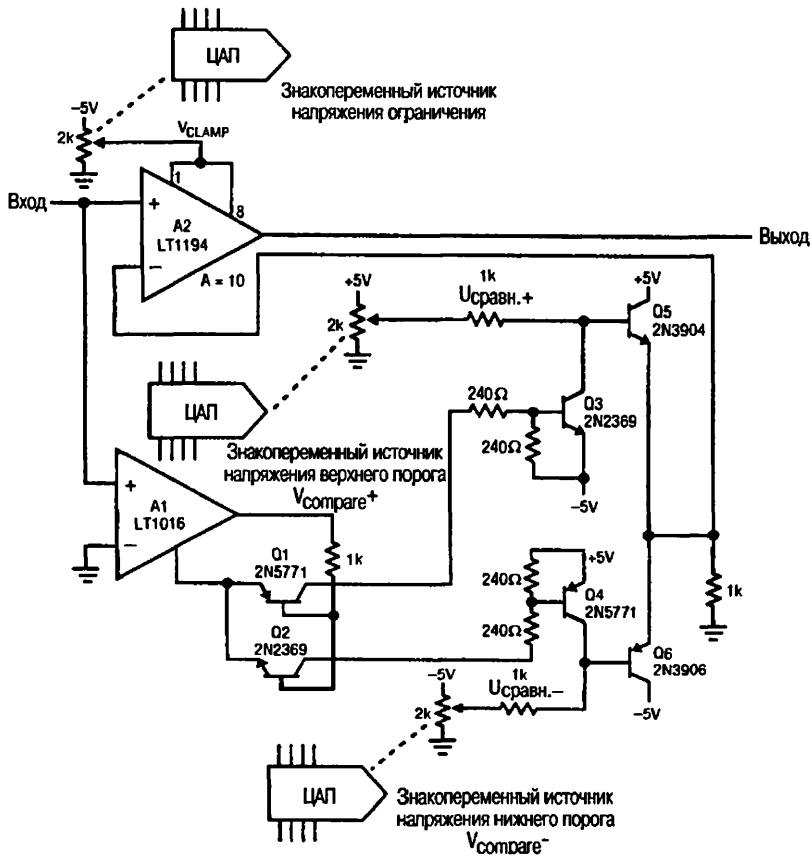 ЦАП
Знакопеременный источник
напряжения ограничения
–5V
2k
VCLAMP
1
8
Вход
+
A2
LT1194
–
A = 10
Выход
1k
Uсравн.+
+5V
2k
+5V
Q5
2N3904
ЦАП
240Ω
Q3
2N2369
240Ω
–5V
Знакопеременный источник
напряжения верхнего порога
Vcompare+
+
A1
LT1016
–
Q1
2N5771
1k
Q2
2N2369
+5V
240Ω
Q4
2N5771
240Ω
1k
Q6
2N3906
–5V
1k
Uсравн.–
–5V
2k
ЦАП
Знакопеременный источник
напряжения нижнего порога
Vcompare–